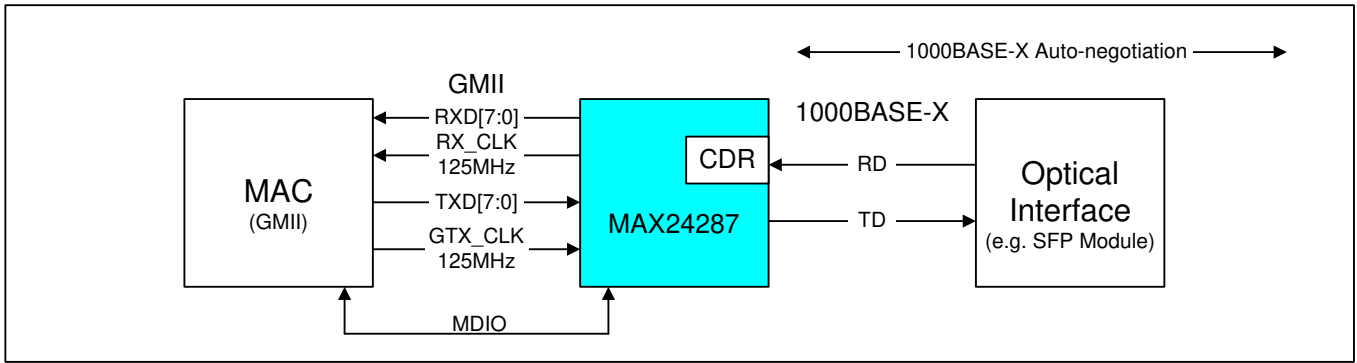 1000BASE-X Auto-negotiation
GMII
RXD[7:0]
RX_CLK
125MHz
TXD[7:0]
GTX_CLK
125MHz
MDIO
MAC
(GMII)
CDR
MAX24287
1000BASE-X
RD
TD
Optical
Interface
(e.g. SFP Module)